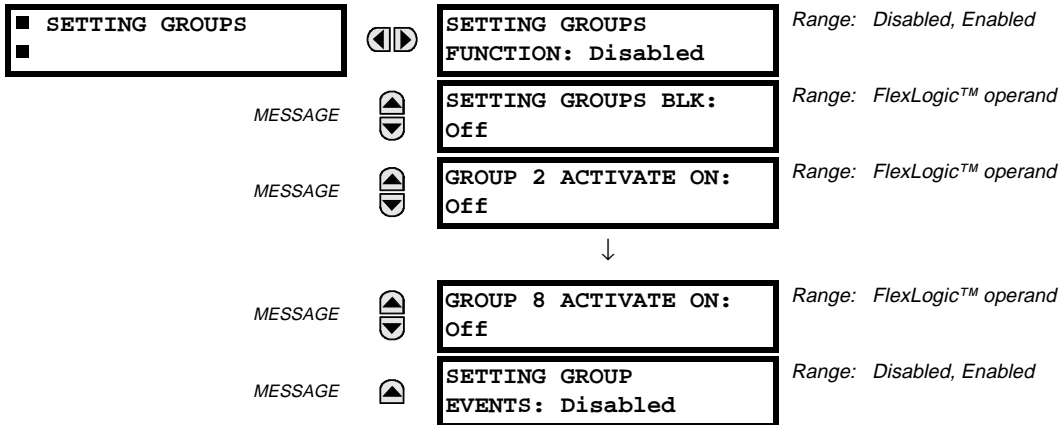 ■ SETTING GROUPS
■
SETTING GROUPS
FUNCTION: Disabled
Range: Disabled, Enabled
MESSAGE
SETTING GROUPS BLK:
Off
Range: FlexLogic™ operand
MESSAGE
GROUP 2 ACTIVATE ON:
Off
Range: FlexLogic™ operand
↓
MESSAGE
GROUP 8 ACTIVATE ON:
Off
Range: FlexLogic™ operand
MESSAGE
SETTING GROUP
EVENTS: Disabled
Range: Disabled, Enabled